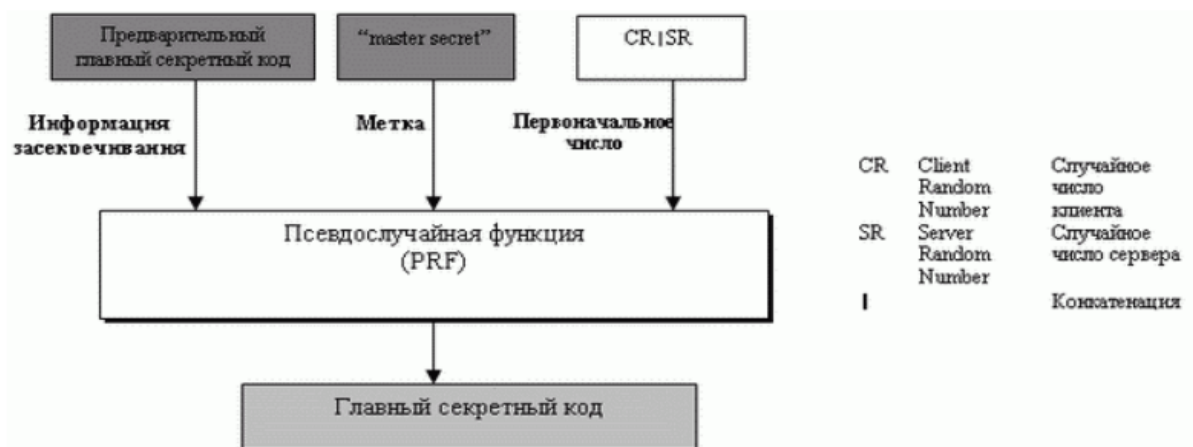 Предварительный
главный секретный код
“master secret”
CR|SR
Информация
засекречивания
Метка
Первоначальное
число
Псевдослучайная функция
(PRF)
Главный секретный код
CR Client Случайное
Random число
Number клиента
SR Server Случайное
Random число сервера
Number
| Конкатенация